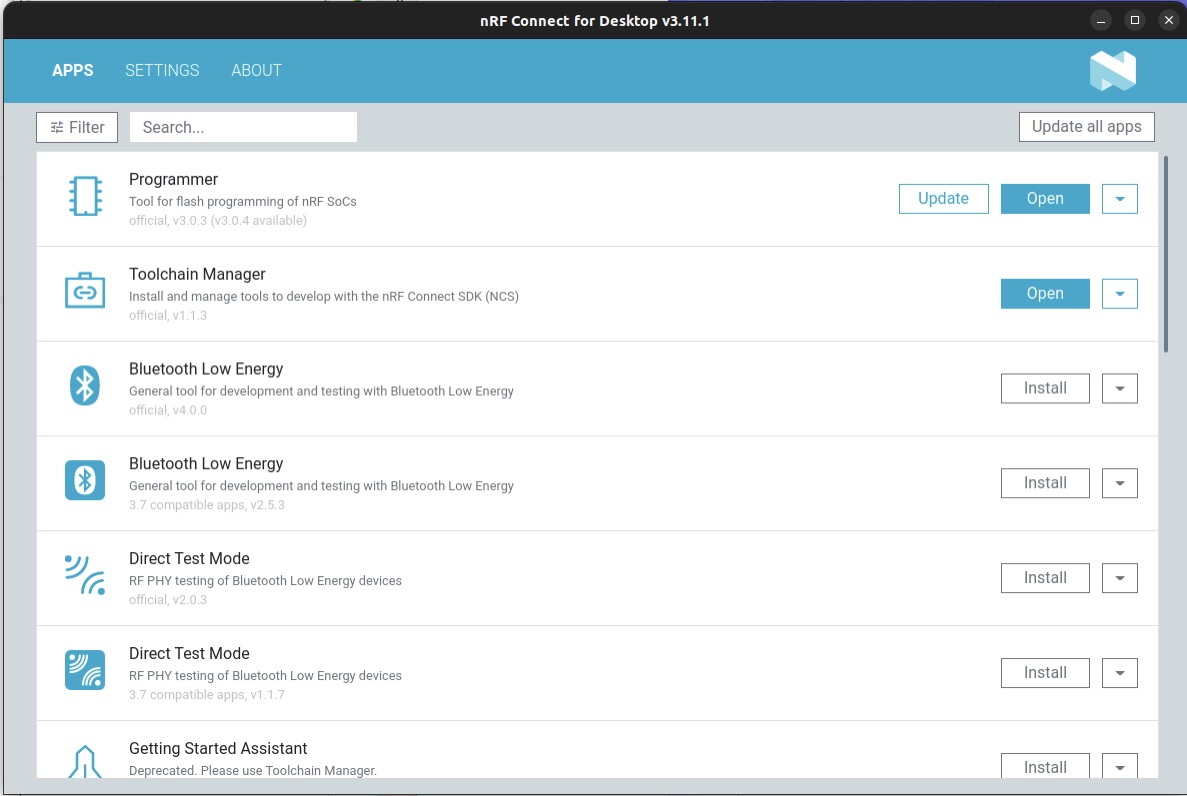 nRF Connect for Desktop v3.11.1
APPS SETTINGS ABOUT
Filter Search... Update all apps
Programmer
Tool for flash programming of nRF SoCs
official, v3.0.3 (v3.0.4 available)
Update Open
Toolchain Manager
Install and manage tools to develop with the nRF Connect SDK (NCS)
official, v1.1.3
Open
Bluetooth Low Energy
General tool for development and testing with Bluetooth Low Energy
official, v4.0.0
Install
Bluetooth Low Energy
General tool for development and testing with Bluetooth Low Energy
3.7 compatible apps, v2.5.3
Install
Direct Test Mode
RF PHY testing of Bluetooth Low Energy devices
official, v2.0.3
Install
Direct Test Mode
RF PHY testing of Bluetooth Low Energy devices
3.7 compatible apps, v1.1.7
Install
Getting Started Assistant
Deprecated. Please use Toolchain Manager.
Install